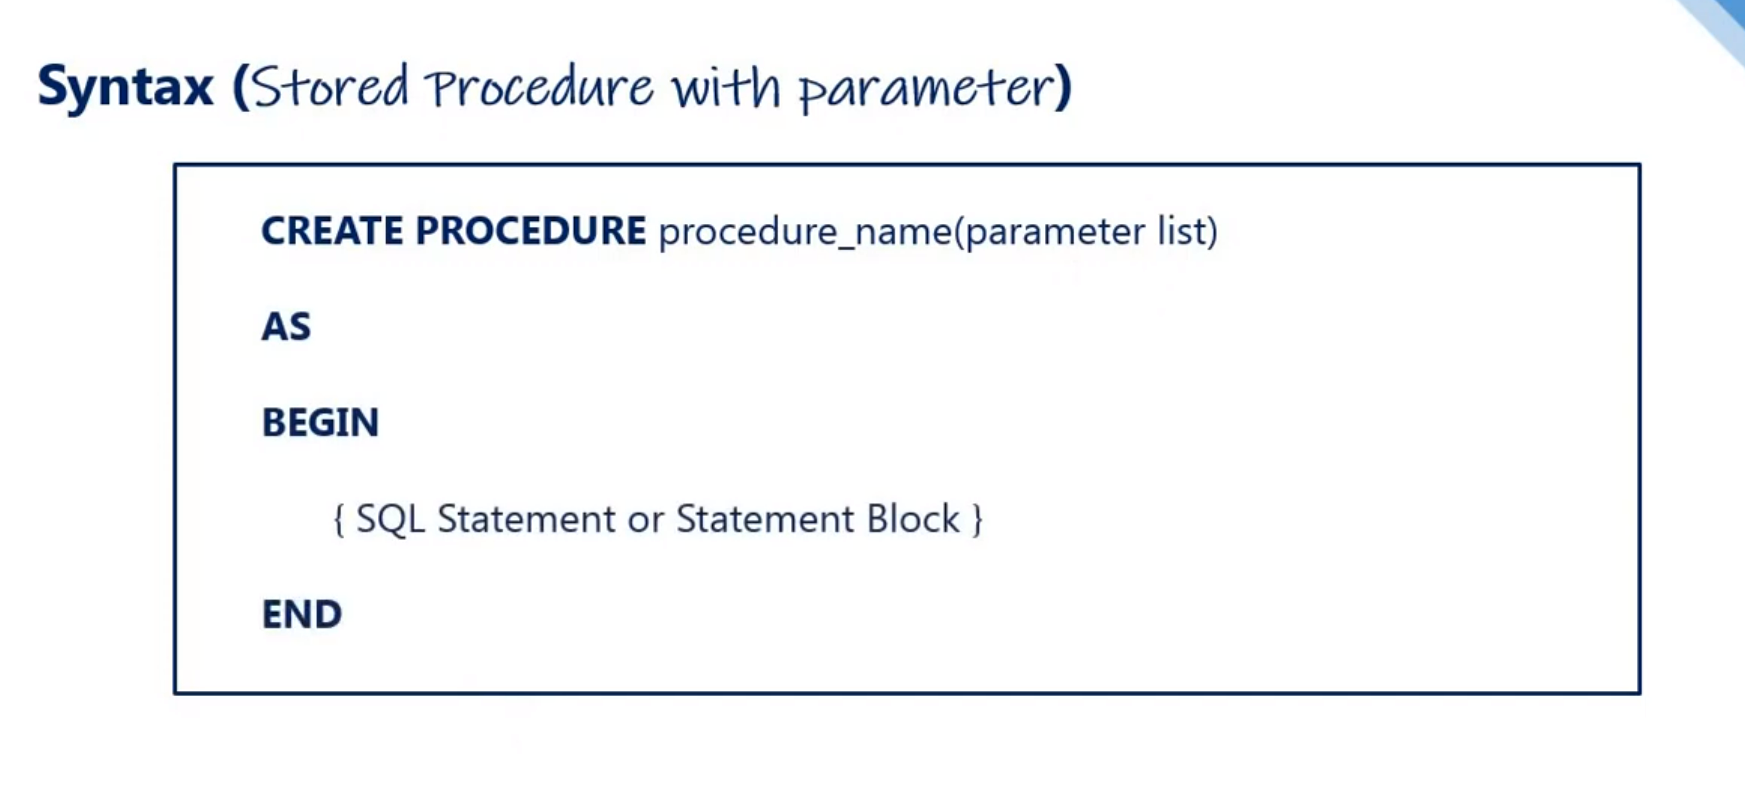 Syntax (Stored Procedure with parameter)
CREATE PROCEDURE procedure_name(parameter list)
AS
BEGIN
{ SQL Statement or Statement Block }
END